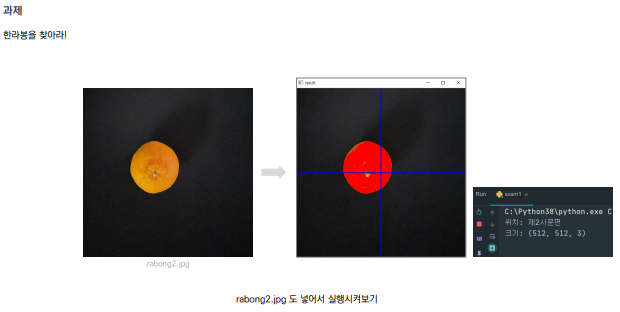 과제
한라봉을 찾아라!
result
rabong2.jpg
Run: exam1 ×
C:\Python38\python.exe C
위치: 제2사분면
크기: (512, 512, 3)
rabong2.jpg 도 넣어서 실행시켜보기